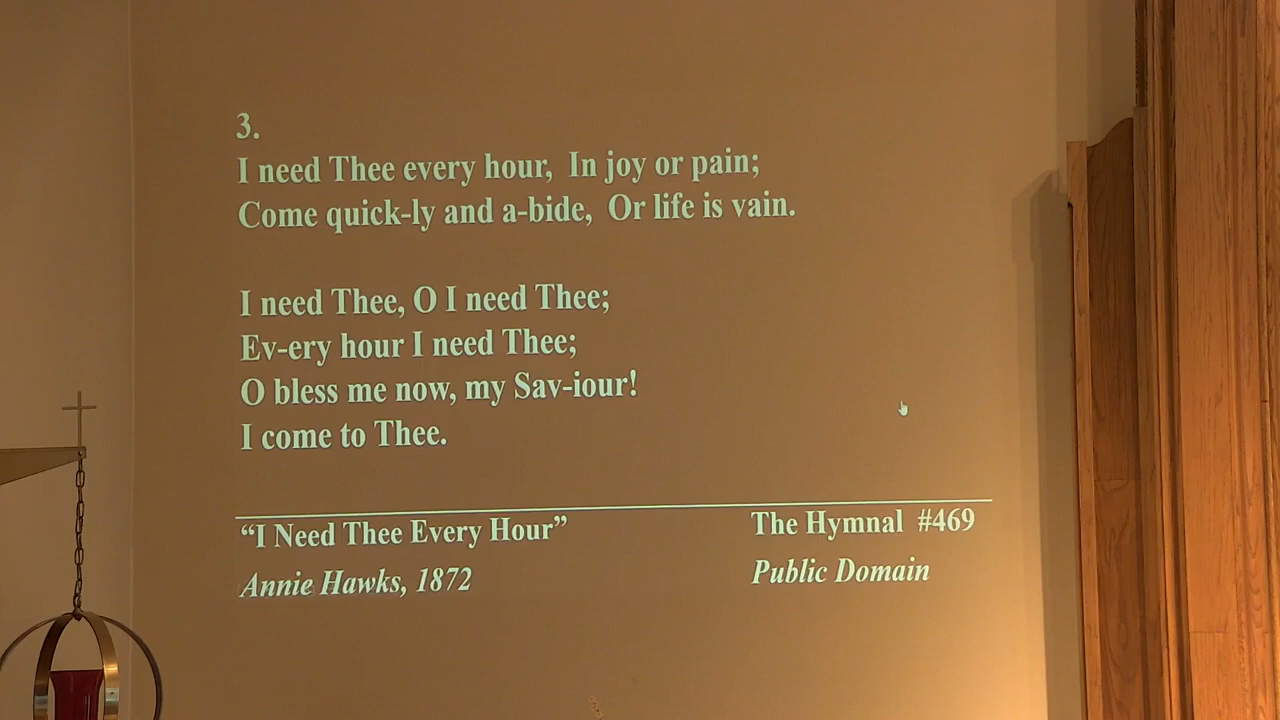 3.
I need Thee every hour, In joy or pain;
Come quick-ly and a-bide, Or life is vain.
I need Thee, O I need Thee;
Ev-ery hour I need Thee;
O bless me now, my Sav-iour!
I come to Thee.
“I Need Thee Every Hour” The Hymnal #469
Annie Hawks, 1872 Public Domain